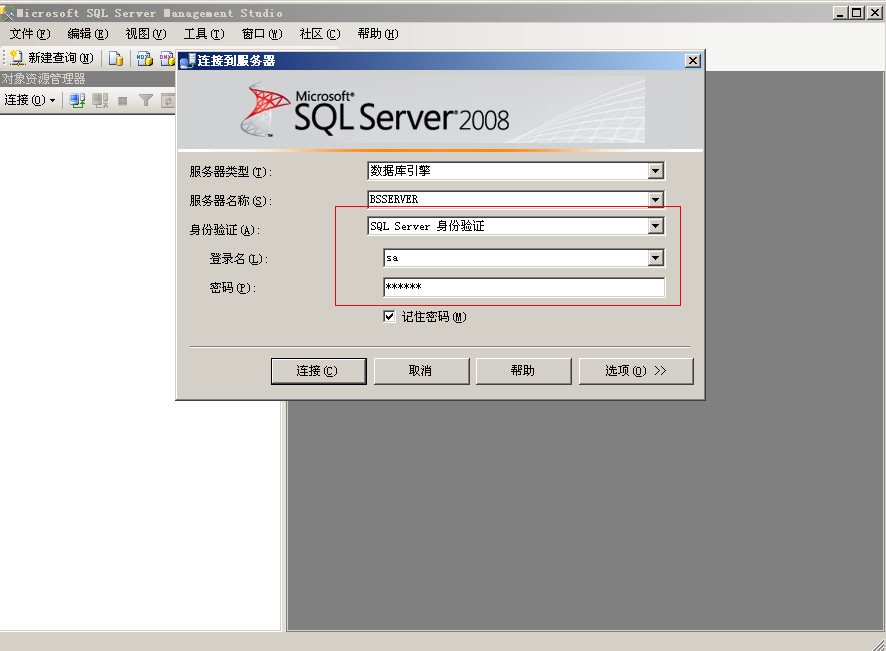 Microsoft SQL Server Management Studio
文件(F) 编辑(E) 视图(V) 工具(T) 窗口(W) 社区(C) 帮助(H)
新建查询(N)
连接到服务器
对象资源管理器
连接(O)
Microsoft®
SQL Server® 2008
服务器类型(T): 数据库引擎
服务器名称(S): BSSERVER
身份验证(A): SQL Server 身份验证
登录名(L): sa
密码(P): ******
记住密码(M)
连接(C) 取消 帮助 选项(O) >>